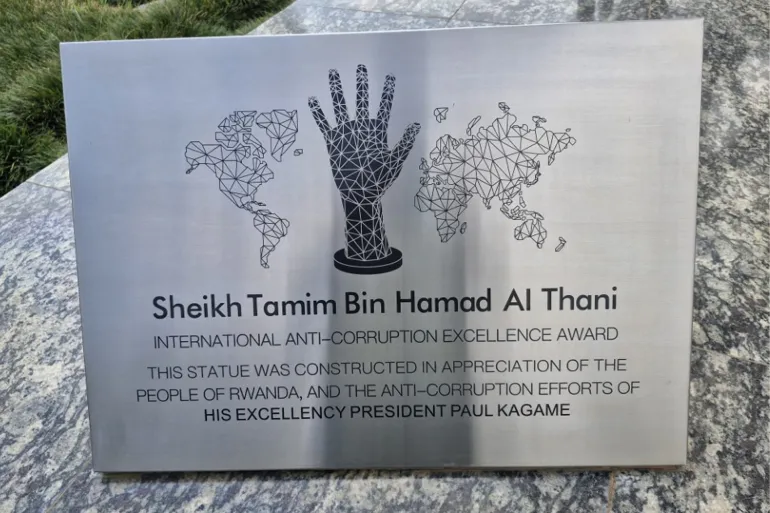 Sheikh Tamim Bin Hamad Al Thani
INTERNATIONAL ANTI-CORRUPTION EXCELLENCE AWARD
THIS STATUE WAS CONSTRUCTED IN APPRECIATION OF THE
PEOPLE OF RWANDA, AND THE ANTI-CORRUPTION EFFORTS OF
HIS EXCELLENCY PRESIDENT PAUL KAGAME